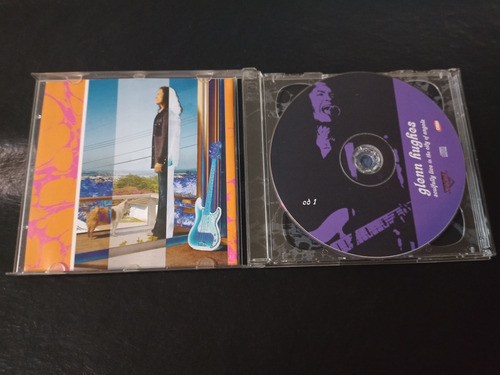 cd 1
glenn hughes
soulfully live in the city of angels